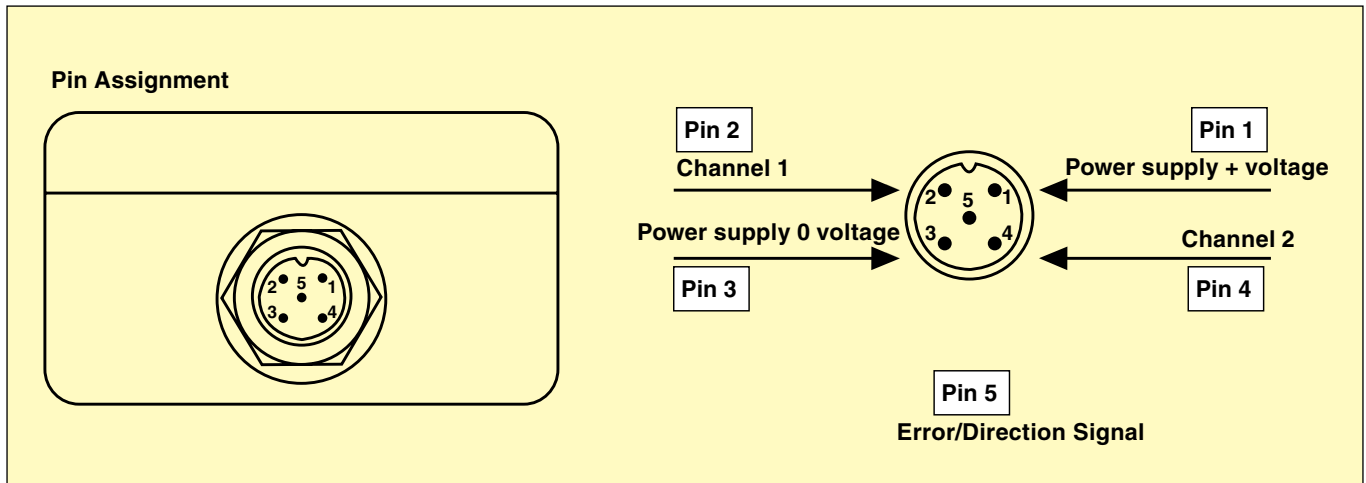 Pin Assignment
2 5 1
3 4
Pin 2
Channel 1
Pin 1
Power supply + voltage
2 5 1
3 4
Power supply 0 voltage
Pin 3
Channel 2
Pin 4
Pin 5
Error/Direction Signal